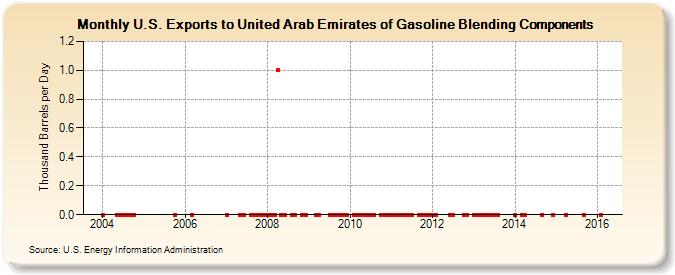 Monthly U.S. Exports to United Arab Emirates of Gasoline Blending Components
Thousand Barrels per Day
1.2
1.0
0.8
0.6
0.4
0.2
0.0
2004 2006 2008 2010 2012 2014 2016
Source: U.S. Energy Information Administration